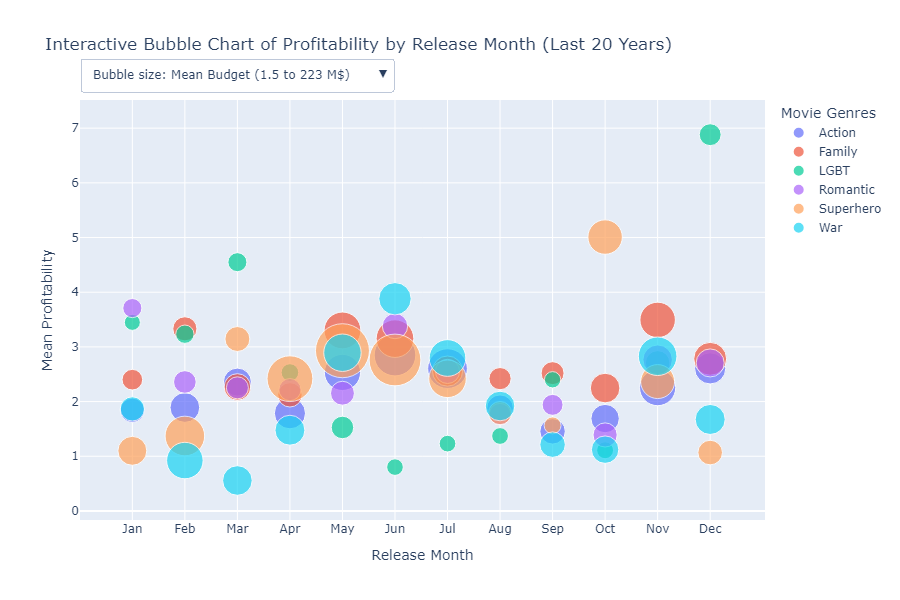 Interactive Bubble Chart of Profitability by Release Month (Last 20 Years)
Bubble size: Mean Budget (1.5 to 223 M$) ▼
Movie Genres
Action
Family
LGBT
Romantic
Superhero
War
Mean Profitability
7
6
5
4
3
2
1
0
Jan Feb Mar Apr May Jun Jul Aug Sep Oct Nov Dec
Release Month